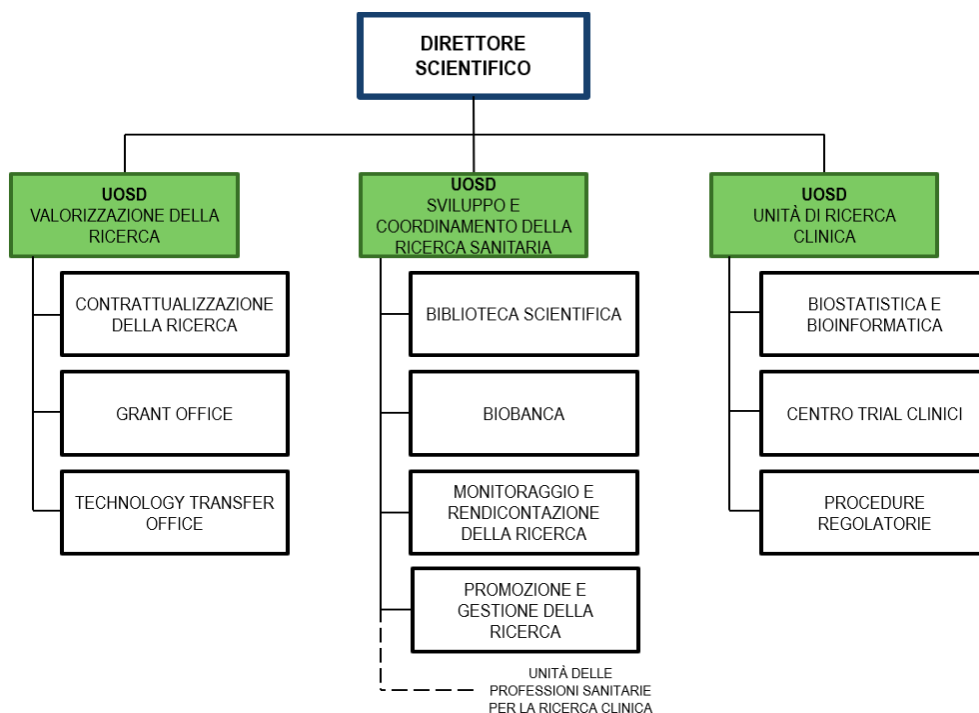 DIRETTORE
SCIENTIFICO
UOSD
VALORIZZAZIONE DELLA
RICERCA
CONTRATTUALIZZAZIONE
DELLA RICERCA
GRANT OFFICE
TECHNOLOGY TRANSFER
OFFICE
UOSD
SVILUPPO E
COORDINAMENTO DELLA
RICERCA SANITARIA
BIBLIOTECA SCIENTIFICA
BIOBANCA
MONITORAGGIO E
RENDICONTAZIONE
DELLA RICERCA
PROMOZIONE E
GESTIONE DELLA
RICERCA
UNITÀ DELLE
PROFESSIONI SANITARIE
PER LA RICERCA CLINICA
UOSD
UNITÀ DI RICERCA
CLINICA
BIOSTATISTICA E
BIOINFORMATICA
CENTRO TRIAL CLINICI
PROCEDURE
REGOLATORIE